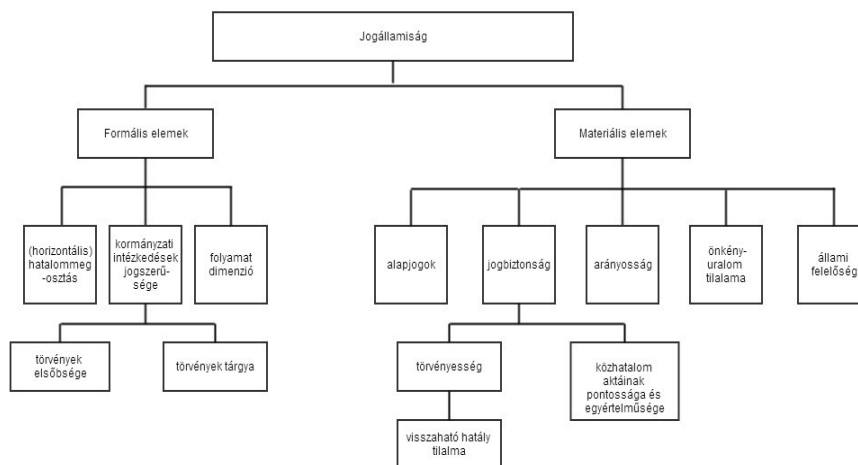 Jogállamiság
Formális elemek
Materiális elemek
(horizontális)
hatalommeg
-osztás
kormányzati
intézkedések
jogszerű-
sége
folyamat
dimenzió
alapjogok
jogbiztonság
arányosság
önkény-
uralom
tilalama
állami
felelőség
törvények
elsőbsége
törvények tárgya
törvényesség
közhatalom
aktáinak
pontossága és
egyértelműsége
visszaható hatály
tilalma